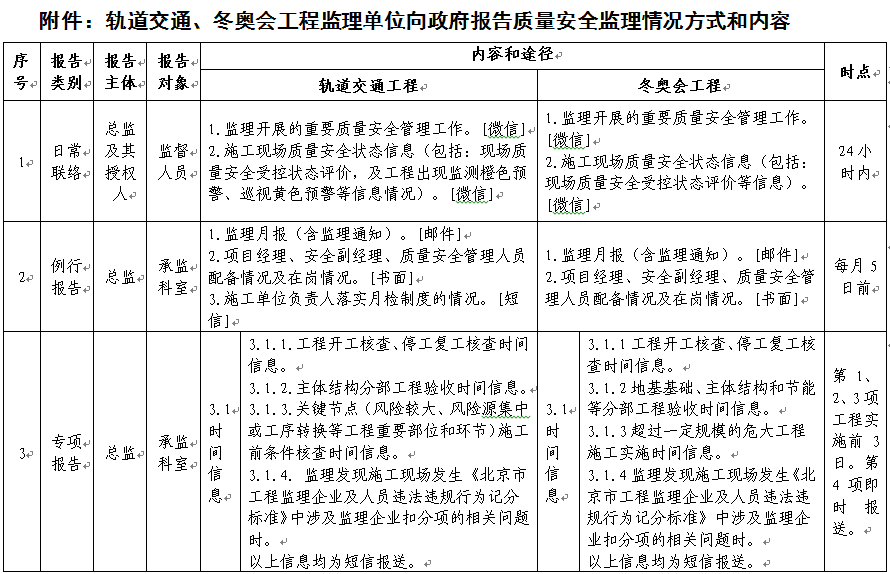 附件：轨道交通、冬奥会工程监理单位向政府报告质量安全监理情况方式和内容
序号
报告类别
报告主体
报告对象
内容和途径
轨道交通工程
冬奥会工程
时点
1
日常联络
总监及其授权人
监督人员
1.监理开展的重要质量安全管理工作。[微信]
2.施工现场质量安全状态信息（包括：现场质
量安全受控状态评价，及工程出现监测橙色预
警、巡视黄色预警等信息情况）。[微信]
1.监理开展的重要质量安全管理工作。
[微信]
2.施工现场质量安全状态信息（包括：
现场质量安全受控状态评价等信息）。
[微信]
24小时内
2
例行报告
总监
承监科室
1.监理月报（含监理通知）。[邮件]
2.项目经理、安全副经理、质量安全管理人员
配备情况及在岗情况。[书面]
3.施工单位负责人落实月检制度的情况。[短
信]
1.监理月报（含监理通知）。[邮件]
2.项目经理、安全副经理、质量安全管
理人员配备情况及在岗情况。[书面]
每月5日前
3
专项报告
总监
承监科室
3.1时间信息
3.1.1.工程开工核查、停工复工核查时间
信息。
3.1.2.主体结构分部工程验收时间信息。
3.1.3.关键节点（风险较大、风险源集中
或工序转换等工程重要部位和环节）施工
前条件核查时间信息。
3.1.4. 监理发现施工现场发生《北京市
工程监理企业及人员违法违规行为记分
标准》中涉及监理企业扣分项的相关问题
时。
以上信息均为短信报送。
3.1时间信息
3.1.1工程开工核查、停工复工核
查时间信息。
3.1.2地基基础、主体结构和节能
等分部工程验收时间信息。
3.1.3超过一定规模的危大工程
施工实施时间信息。
3.1.4监理发现施工现场发生《北
京市工程监理企业及人员违法违
规行为记分标准》中涉及监理企
业扣分项的相关问题时。
以上信息均为短信报送。
第1、
2、3项
工程实
施前3
日。第
4项即
时报
送。